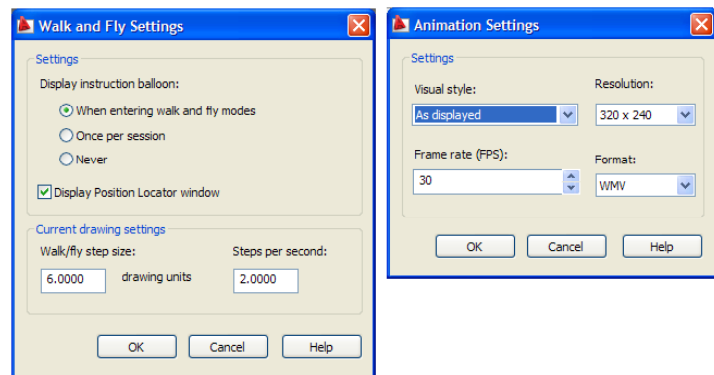 Walk and Fly Settings
Settings
Display instruction balloon:
When entering walk and fly modes
Once per session
Never
Display Position Locator window
Current drawing settings
Walk/fly step size:
Steps per second:
6.0000
drawing units
2.0000
OK
Cancel
Help
Animation Settings
Settings
Visual style:
Resolution:
As displayed
320 x 240
Frame rate (FPS):
Format:
30
WMV
OK
Cancel
Help